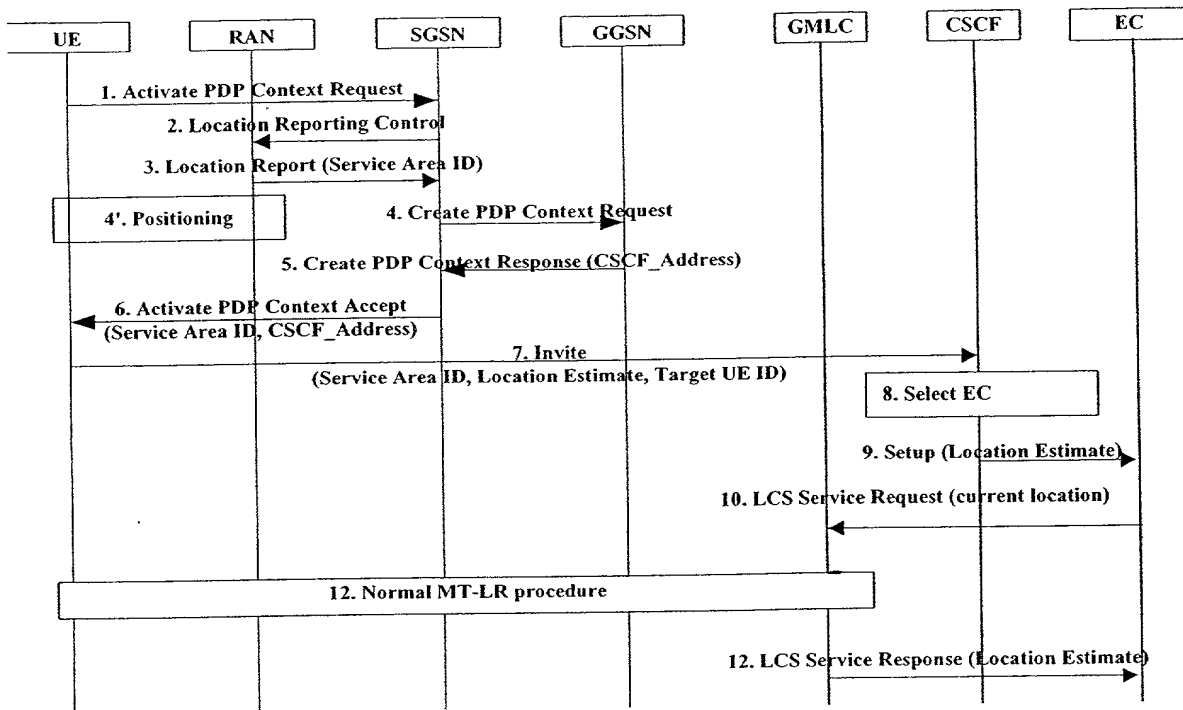 UE RAN SGSN GGSN GMLC CSCF EC
1. Activate PDP Context Request
2. Location Reporting Control
3. Location Report (Service Area ID)
4'. Positioning
4. Create PDP Context Request
5. Create PDP Context Response (CSCF_Address)
6. Activate PDP Context Accept
(Service Area ID, CSCF_Address)
7. Invite
(Service Area ID, Location Estimate, Target UE ID)
8. Select EC
9. Setup (Location Estimate)
10. LCS Service Request (current location)
12. Normal MT-LR procedure
12. LCS Service Response (Location Estimate)